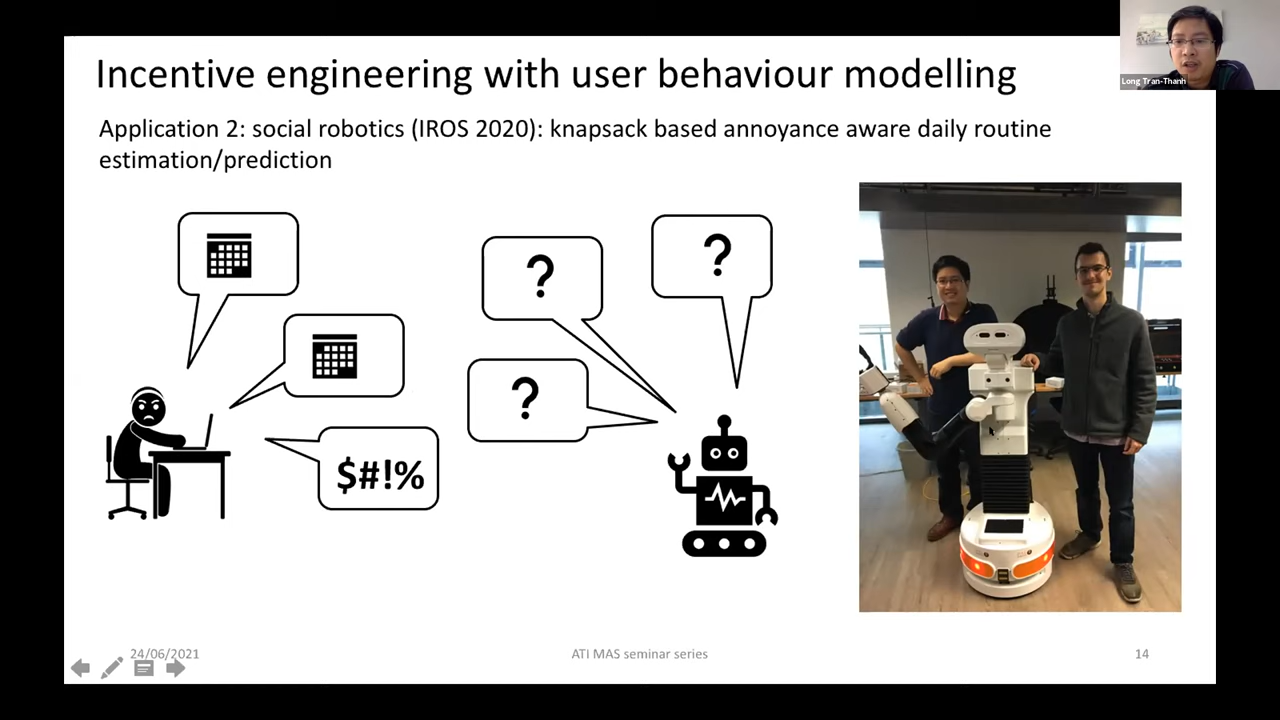 Incentive engineering with user behaviour modelling
Long Tran-Thanh
Application 2: social robotics (IROS 2020): knapsack based annoyance aware daily routine
estimation/prediction
?
?
?
$#!%
24/06/2021
ATI MAS seminar series
14